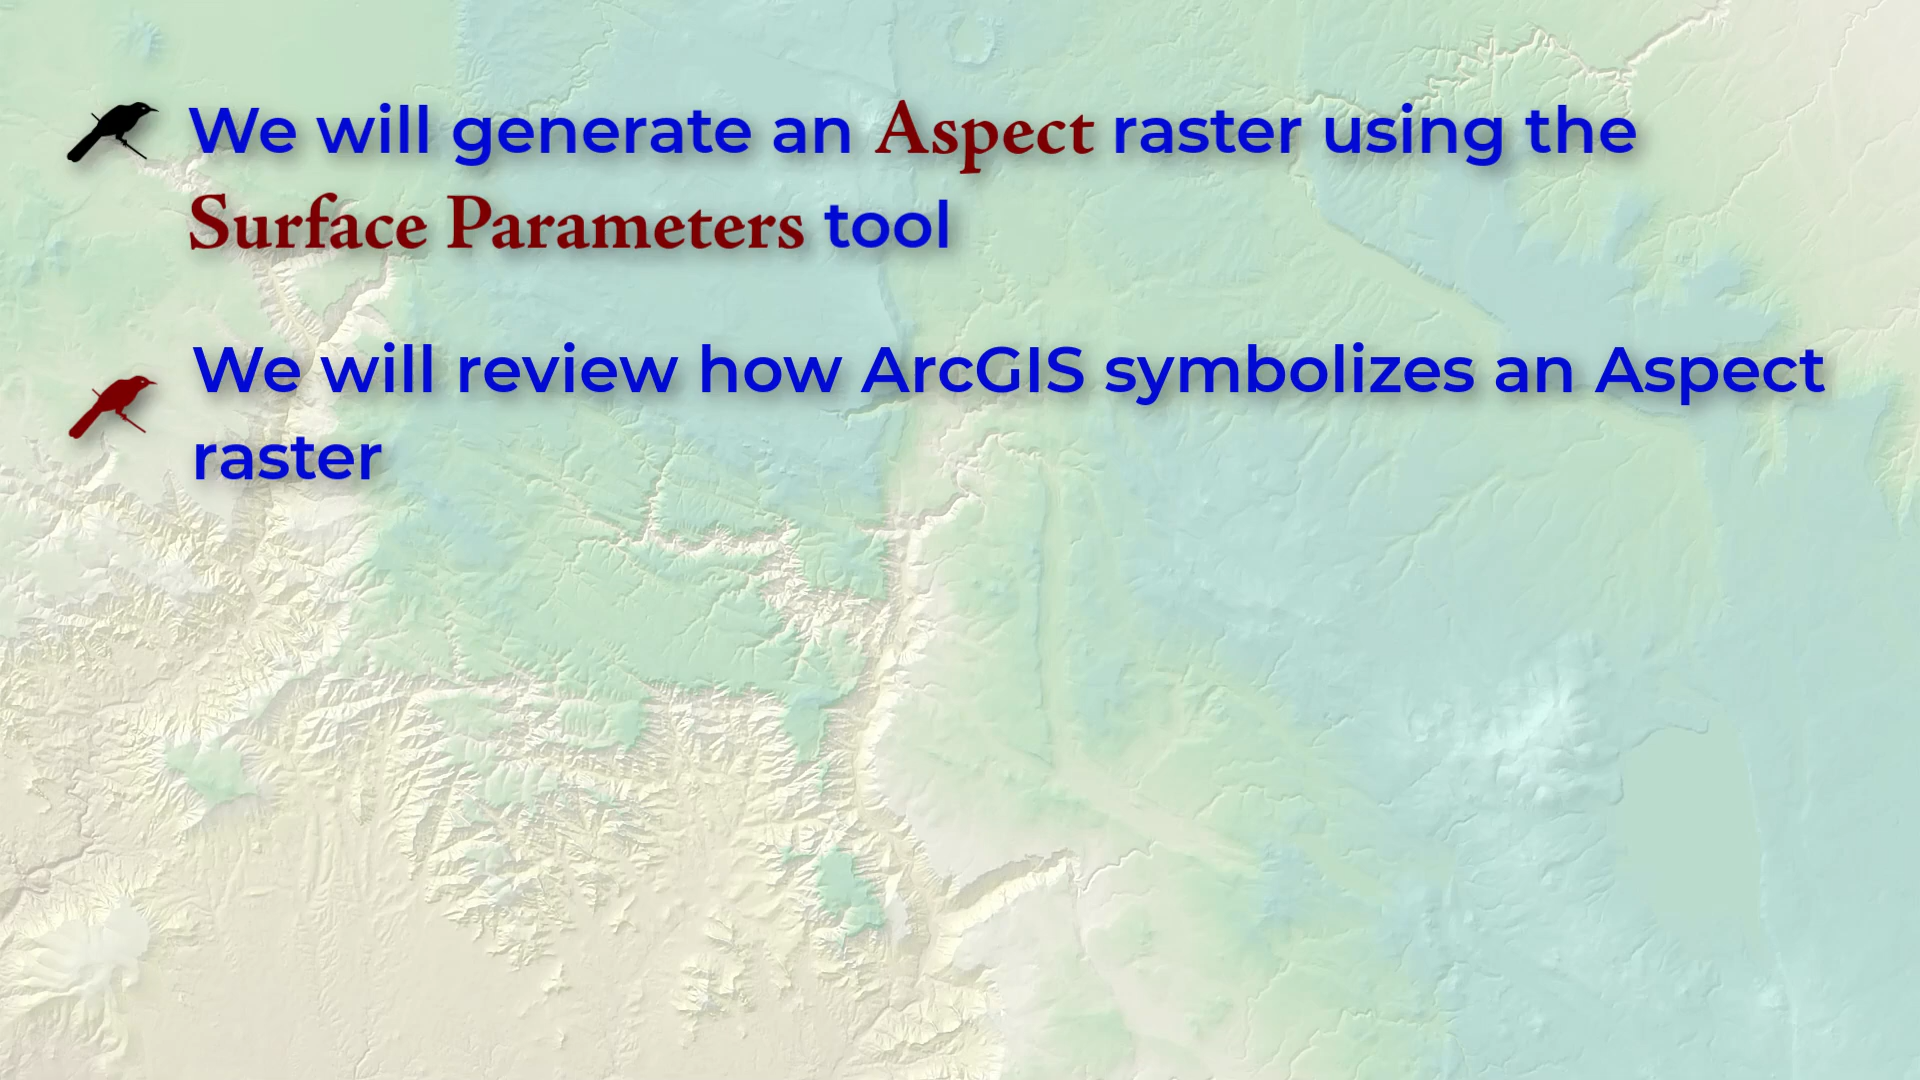 We will generate an Aspect raster using the
Surface Parameters tool
We will review how ArcGIS symbolizes an Aspect
raster